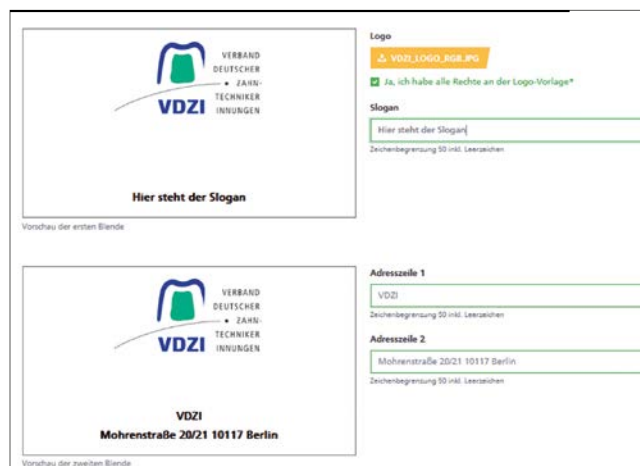 VERBAND
DEUTSCHER
ZAHN-
TECHNIKER
INNUNGEN
VDZI
Hier steht der Slogan
Vorschau der ersten Blende
Logo
VDZI_LOGO_RGB.JPG
Ja, ich habe alle Rechte an der Logo-Vorlage*
Slogan
Hier steht der Slogan
Zeichenbegrenzung 50 inkl. Leerzeichen
VERBAND
DEUTSCHER
ZAHN-
TECHNIKER
INNUNGEN
VDZI
VDZI
Mohrenstraße 20/21 10117 Berlin
Vorschau der zweiten Blende
Adresszeile 1
VDZI
Zeichenbegrenzung 50 inkl. Leerzeichen
Adresszeile 2
Mohrenstraße 20/21 10117 Berlin
Zeichenbegrenzung 50 inkl. Leerzeichen